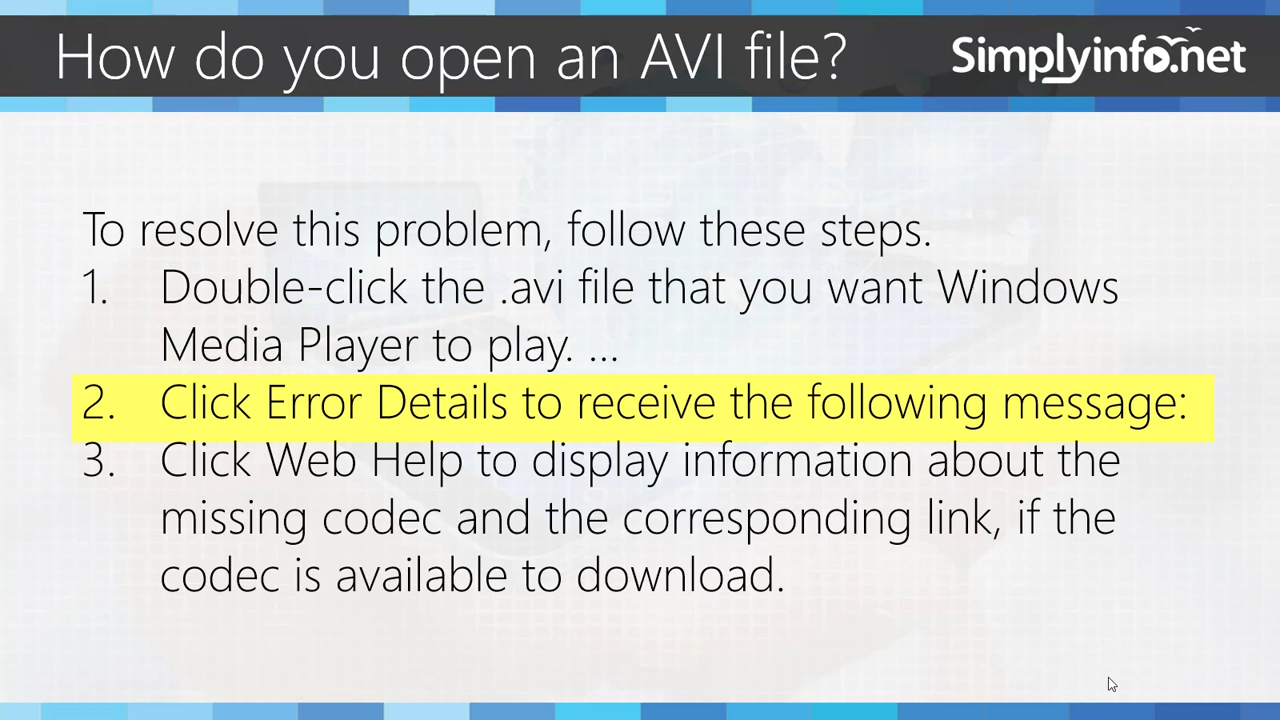 How do you open an AVI file?
Simplyinfo.net
To resolve this problem, follow these steps.
1. Double-click the .avi file that you want Windows
Media Player to play. ...
2. Click Error Details to receive the following message:
3. Click Web Help to display information about the
missing codec and the corresponding link, if the
codec is available to download.